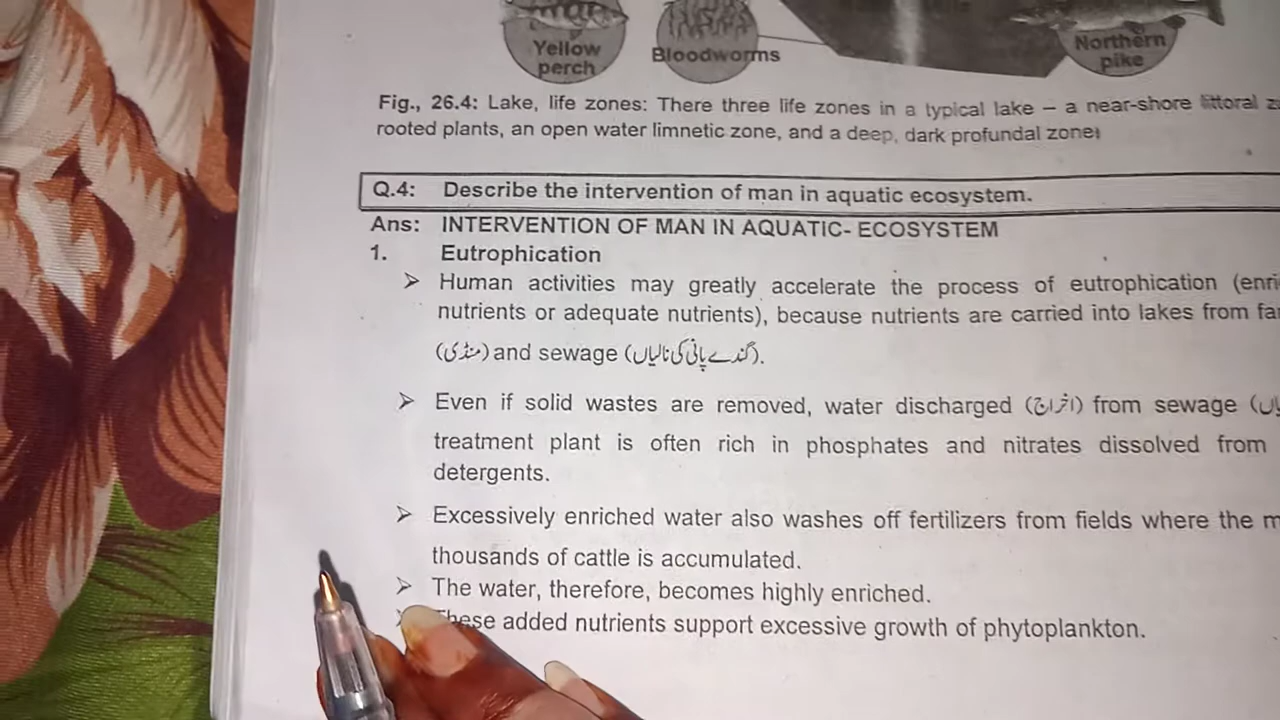 Yellow
perch
Bloodworms
Northern
pike
Fig., 26.4: Lake, life zones: There three life zones in a typical lake – a near-shore littoral
rooted plants, an open water limnetic zone, and a deep, dark profundal zone
Q.4: Describe the intervention of man in aquatic ecosystem.
Ans: INTERVENTION OF MAN IN AQUATIC- ECOSYSTEM
1. Eutrophication
➢ Human activities may greatly accelerate the process of eutrophication
nutrients or adequate nutrients), because nutrients are carried into lakes from
(منڈی) and sewage (گندے پانی کی نالیاں).
➢ Even if solid wastes are removed, water discharged (اخراج) from sewage
treatment plant is often rich in phosphates and nitrates dissolved from
detergents.
➢ Excessively enriched water also washes off fertilizers from fields where the
thousands of cattle is accumulated.
➢ The water, therefore, becomes highly enriched.
These added nutrients support excessive growth of phytoplankton.